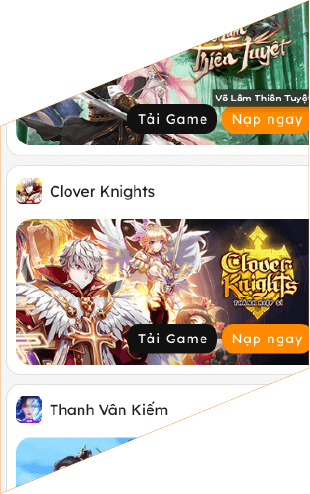 Thiên Tuyệt
Võ Lâm Thiên Tuyệt
Tải Game
Nạp ngay
Clover Knights
Clover
Knights
THÁNH HIỆP SĨ
Tải Game
Nạp ngay
Thanh Vân Kiếm